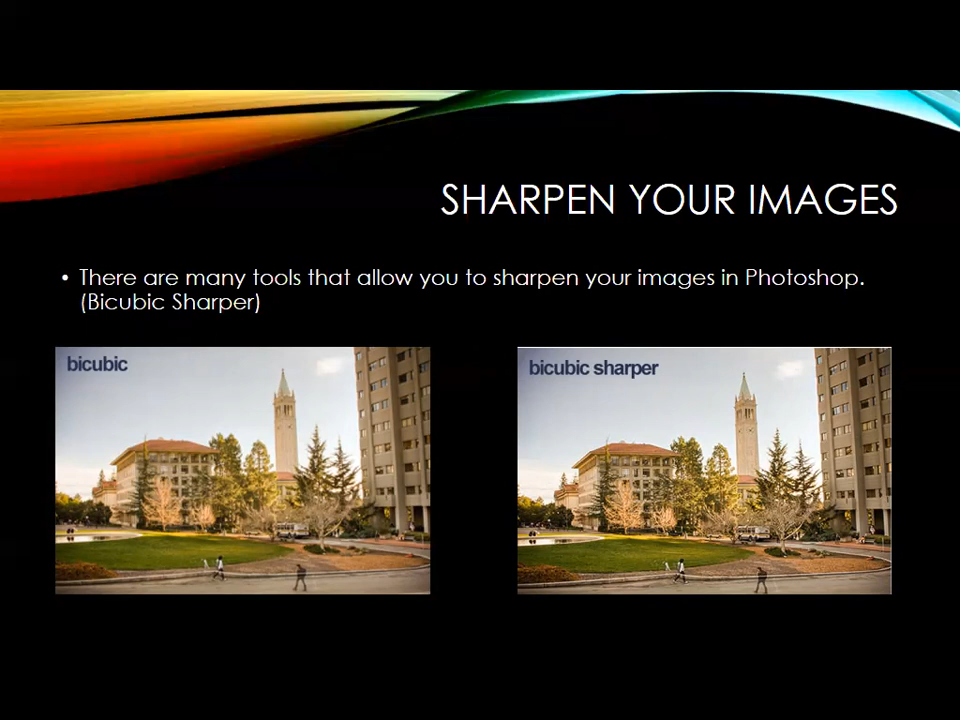 SHARPEN YOUR IMAGES
• There are many tools that allow you to sharpen your images in Photoshop.
(Bicubic Sharper)
bicubic
bicubic sharper